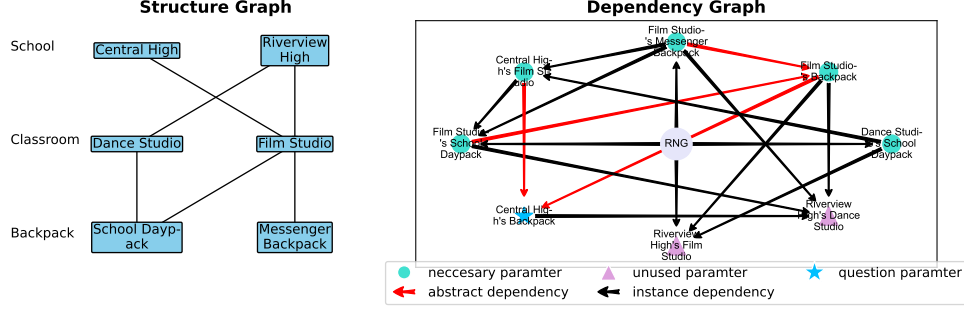 Structure Graph
School
Central High
Riverview
High
Classroom
Dance Studio
Film Studio
Backpack
School Dayp-
ack
Messenger
Backpack
Dependency Graph
Film Studio-
's Messenger
Backpack
Central Hig-
h's Film St-
udio
Film Studio-
Backpack
Film Studi
's Scho
Daypack
RNG
Dance Studi-
's School
Daypack
Central Hig-
h's Backpack
Riverview
High's Dance
Studio
Riverview
High's Film
Studio
neccesary paramter
unused paramter
question paramter
abstract dependency
instance dependency